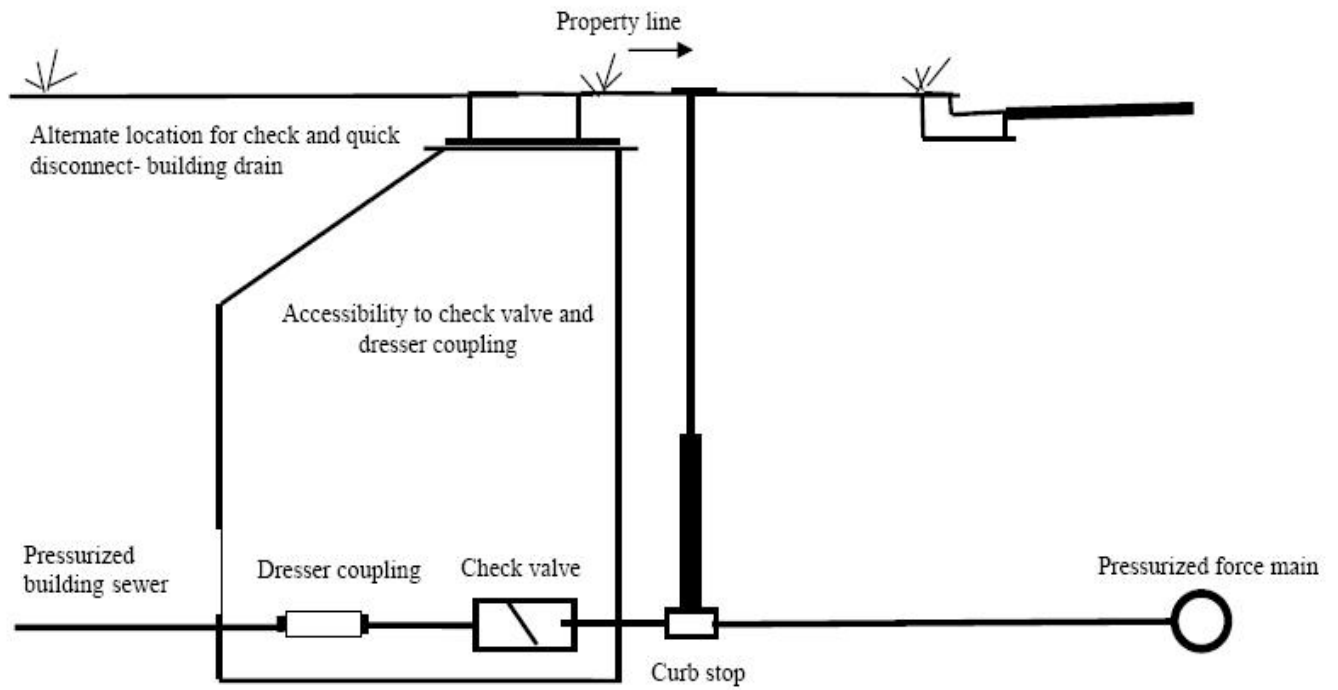 Property line
Alternate location for check and quick
disconnect- building drain
Accessibility to check valve and
dresser coupling
Pressurized
building sewer
Dresser coupling
Check valve
Pressurized force main
Curb stop